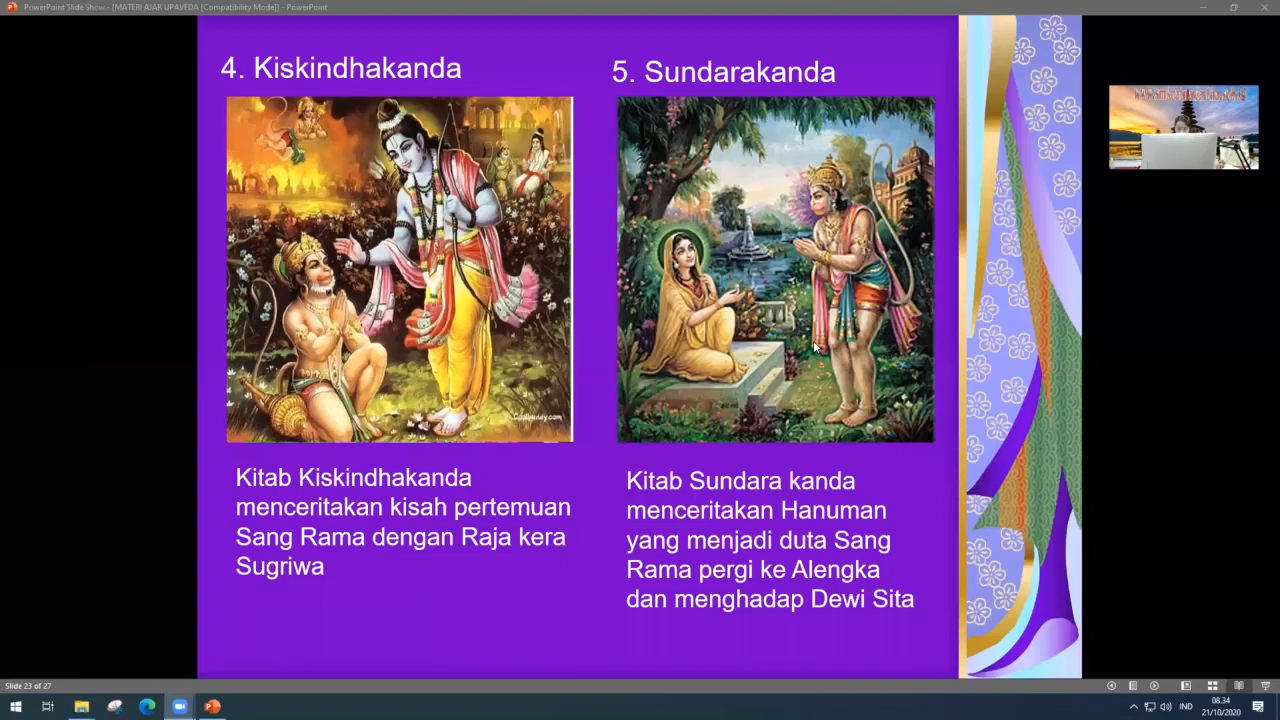 PowerPoint Slide Show - [MATERI AJAR UPAVEDA [Compatibility Mode]] - PowerPoint
4. Kiskindhakanda
5. Sundarakanda
Kitab Kiskindhakanda
menceritakan kisah pertemuan
Sang Rama dengan Raja kera
Sugriwa
Kitab Sundara kanda
menceritakan Hanuman
yang menjadi duta Sang
Rama pergi ke Alengka
dan menghadap Dewi Sita
Slide 23 of 27
IND
08.34
21/10/2020